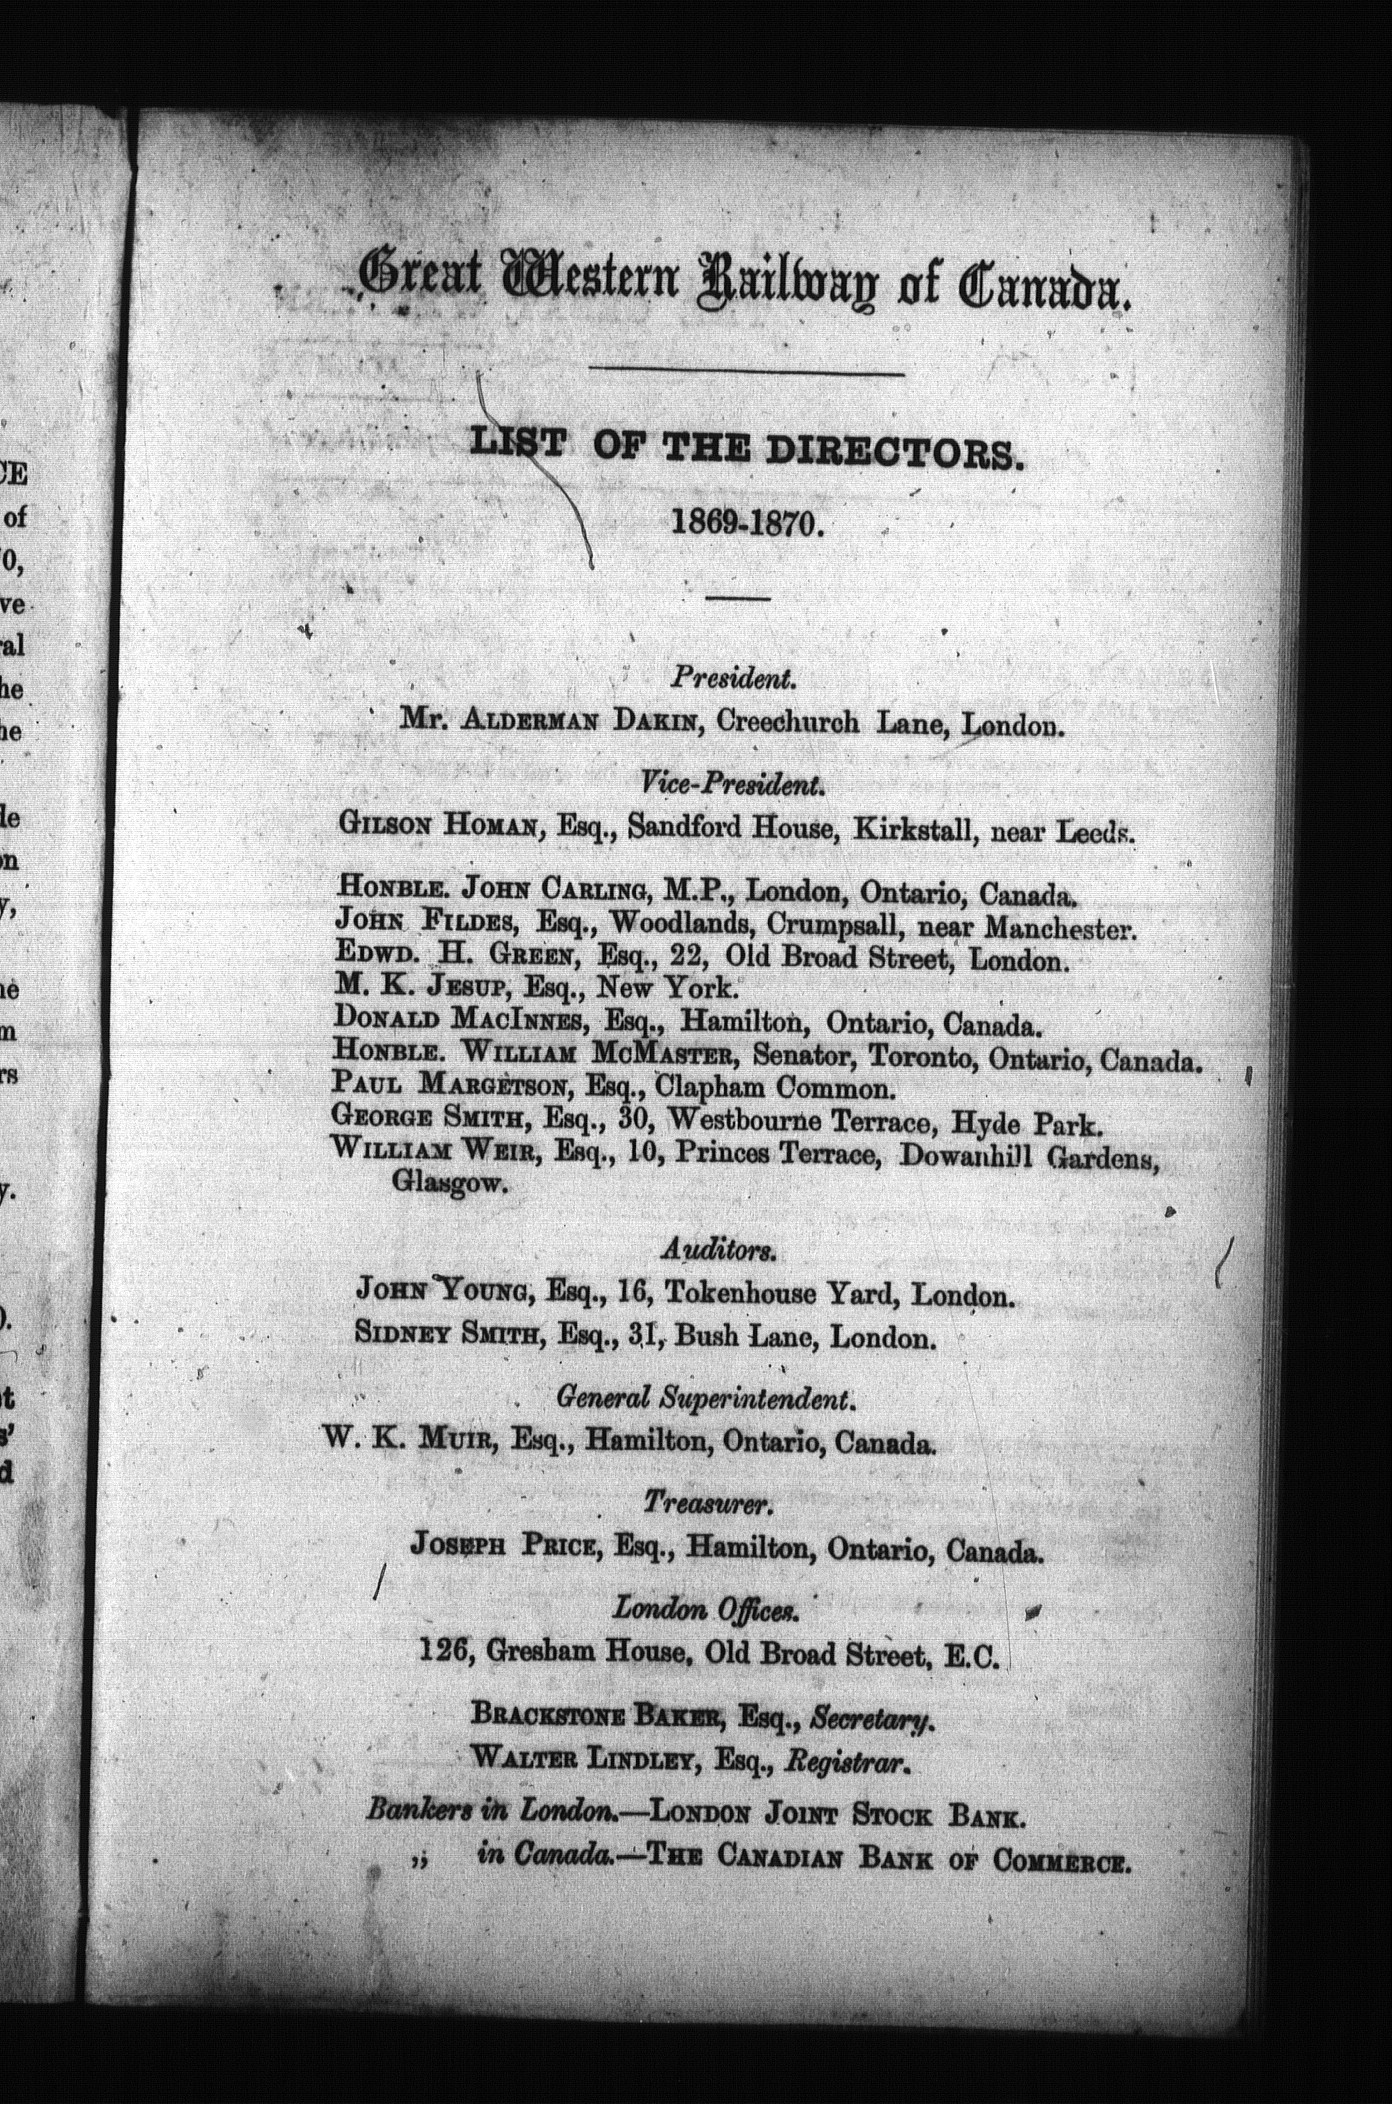 Great Western Railway of Canada.
LIST OF THE DIRECTORS.
1869-1870.
President.
Mr. ALDERMAN DAKIN, Creechurch Lane, London.
Vice-President.
GILSON HOMAN, Esq., Sandford House, Kirkstall, near Leeds.
HONBLE. JOHN CARLING, M.P., London, Ontario, Canada.
JOHN FILDES, Esq., Woodlands, Crumpsall, near Manchester.
EDWD. H. GREEN, Esq., 22, Old Broad Street, London.
M. K. JESUP, Esq., New York.
DONALD MACINNES, Esq., Hamilton, Ontario, Canada.
HONBLE. WILLIAM MCMASTER, Senator, Toronto, Ontario, Canada.
PAUL MARGETSON, Esq., Clapham Common.
GEORGE SMITH, Esq., 30, Westbourne Terrace, Hyde Park.
WILLIAM WEIR, Esq., 10, Princes Terrace, Dowanhill Gardens,
Glasgow.
Auditors.
JOHN YOUNG, Esq., 16, Tokenhouse Yard, London.
SIDNEY SMITH, Esq., 31, Bush Lane, London.
General Superintendent.
W. K. MUIR, Esq., Hamilton, Ontario, Canada.
Treasurer.
JOSEPH PRICE, Esq., Hamilton, Ontario, Canada.
London Offices.
126, Gresham House, Old Broad Street, E.C.
BRACKSTONE BAKER, Esq., Secretary.
WALTER LINDLEY, Esq., Registrar.
Bankers in London.—LONDON JOINT STOCK BANK.
„ in Canada.—THE CANADIAN BANK OF COMMERCE.